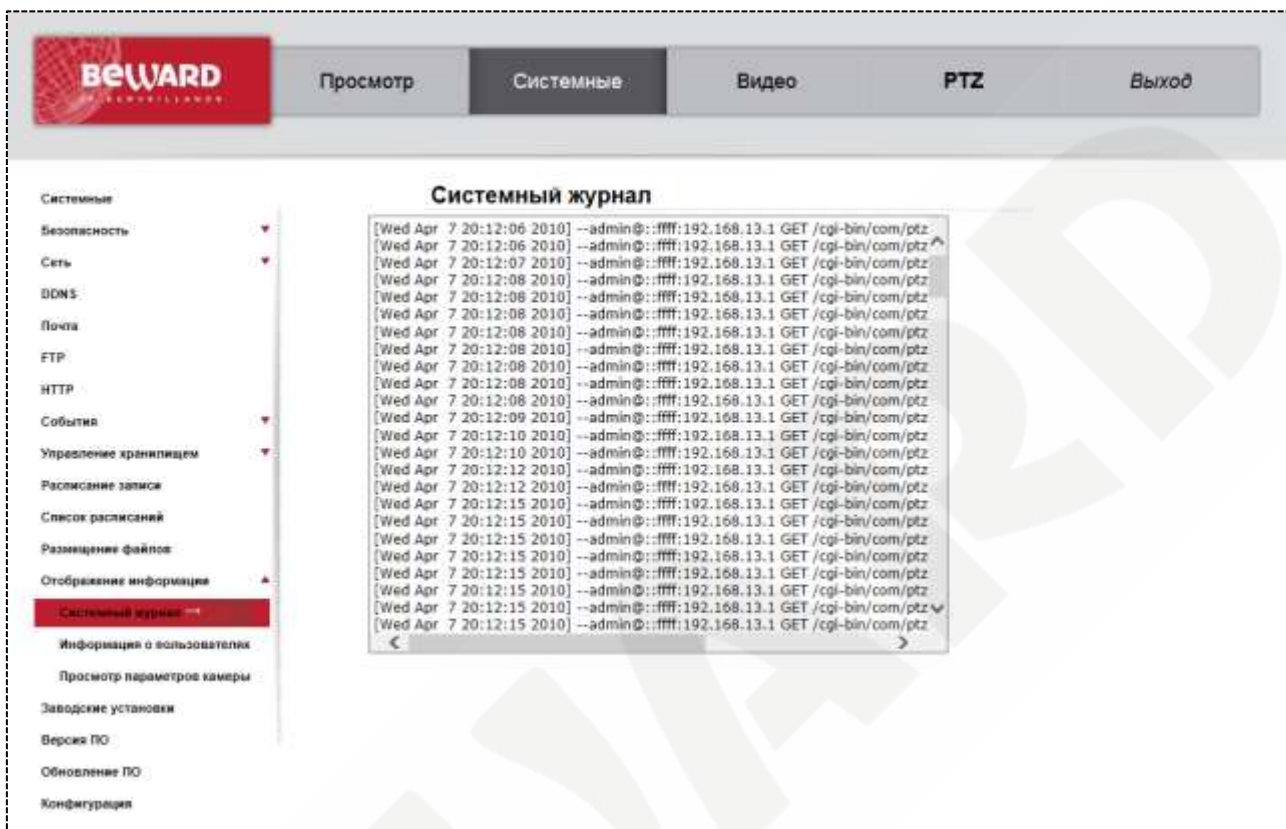 BEWARD
Просмотр
Системные
Видео
PTZ
Выход
Системные
Безопасность
Сеть
DDNS
Почта
FTP
HTTP
События
Управление хранилищем
Расписание записи
Список расписаний
Размещение файлов
Отображение информации
Системный журнал
Информация о пользователях
Просмотр параметров камеры
Заводские установки
Версия ПО
Обновление ПО
Конфигурация
Системный журнал
[Wed Apr 7 20:12:06 2010] --admin@::ffff:192.168.13.1 GET /cgi-bin/com/ptz
[Wed Apr 7 20:12:06 2010] --admin@::ffff:192.168.13.1 GET /cgi-bin/com/ptz
[Wed Apr 7 20:12:07 2010] --admin@::ffff:192.168.13.1 GET /cgi-bin/com/ptz
[Wed Apr 7 20:12:08 2010] --admin@::ffff:192.168.13.1 GET /cgi-bin/com/ptz
[Wed Apr 7 20:12:08 2010] --admin@::ffff:192.168.13.1 GET /cgi-bin/com/ptz
[Wed Apr 7 20:12:08 2010] --admin@::ffff:192.168.13.1 GET /cgi-bin/com/ptz
[Wed Apr 7 20:12:08 2010] --admin@::ffff:192.168.13.1 GET /cgi-bin/com/ptz
[Wed Apr 7 20:12:08 2010] --admin@::ffff:192.168.13.1 GET /cgi-bin/com/ptz
[Wed Apr 7 20:12:08 2010] --admin@::ffff:192.168.13.1 GET /cgi-bin/com/ptz
[Wed Apr 7 20:12:08 2010] --admin@::ffff:192.168.13.1 GET /cgi-bin/com/ptz
[Wed Apr 7 20:12:08 2010] --admin@::ffff:192.168.13.1 GET /cgi-bin/com/ptz
[Wed Apr 7 20:12:09 2010] --admin@::ffff:192.168.13.1 GET /cgi-bin/com/ptz
[Wed Apr 7 20:12:10 2010] --admin@::ffff:192.168.13.1 GET /cgi-bin/com/ptz
[Wed Apr 7 20:12:10 2010] --admin@::ffff:192.168.13.1 GET /cgi-bin/com/ptz
[Wed Apr 7 20:12:12 2010] --admin@::ffff:192.168.13.1 GET /cgi-bin/com/ptz
[Wed Apr 7 20:12:12 2010] --admin@::ffff:192.168.13.1 GET /cgi-bin/com/ptz
[Wed Apr 7 20:12:15 2010] --admin@::ffff:192.168.13.1 GET /cgi-bin/com/ptz
[Wed Apr 7 20:12:15 2010] --admin@::ffff:192.168.13.1 GET /cgi-bin/com/ptz
[Wed Apr 7 20:12:15 2010] --admin@::ffff:192.168.13.1 GET /cgi-bin/com/ptz
[Wed Apr 7 20:12:15 2010] --admin@::ffff:192.168.13.1 GET /cgi-bin/com/ptz
[Wed Apr 7 20:12:15 2010] --admin@::ffff:192.168.13.1 GET /cgi-bin/com/ptz
[Wed Apr 7 20:12:15 2010] --admin@::ffff:192.168.13.1 GET /cgi-bin/com/ptz
[Wed Apr 7 20:12:15 2010] --admin@::ffff:192.168.13.1 GET /cgi-bin/com/ptz
[Wed Apr 7 20:12:15 2010] --admin@::ffff:192.168.13.1 GET /cgi-bin/com/ptz